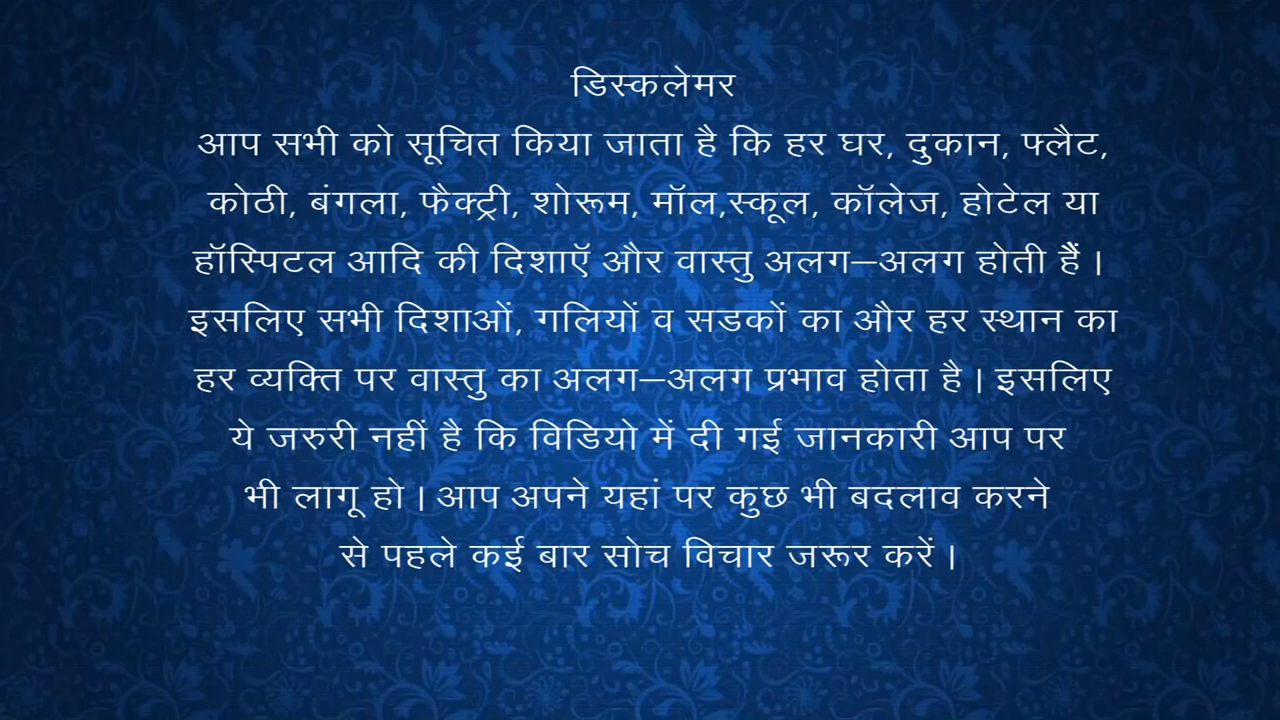 डिस्कलेमर
आप सभी को सूचित किया जाता है कि हर घर, दुकान, फ्लैट,
कोठी, बंगला, फैक्ट्री, शोरूम, मॉल,स्कूल, कॉलेज, होटेल या
हॉस्पिटल आदि की दिशाऍ और वास्तु अलग–अलग होती हैं ।
इसलिए सभी दिशाओं, गलियों व सडकों का और हर स्थान का
हर व्यक्ति पर वास्तु का अलग–अलग प्रभाव होता है । इसलिए
ये जरुरी नहीं है कि विडियो में दी गई जानकारी आप पर
भी लागू हो । आप अपने यहां पर कुछ भी बदलाव करने
से पहले कई बार सोच विचार जरूर करें ।